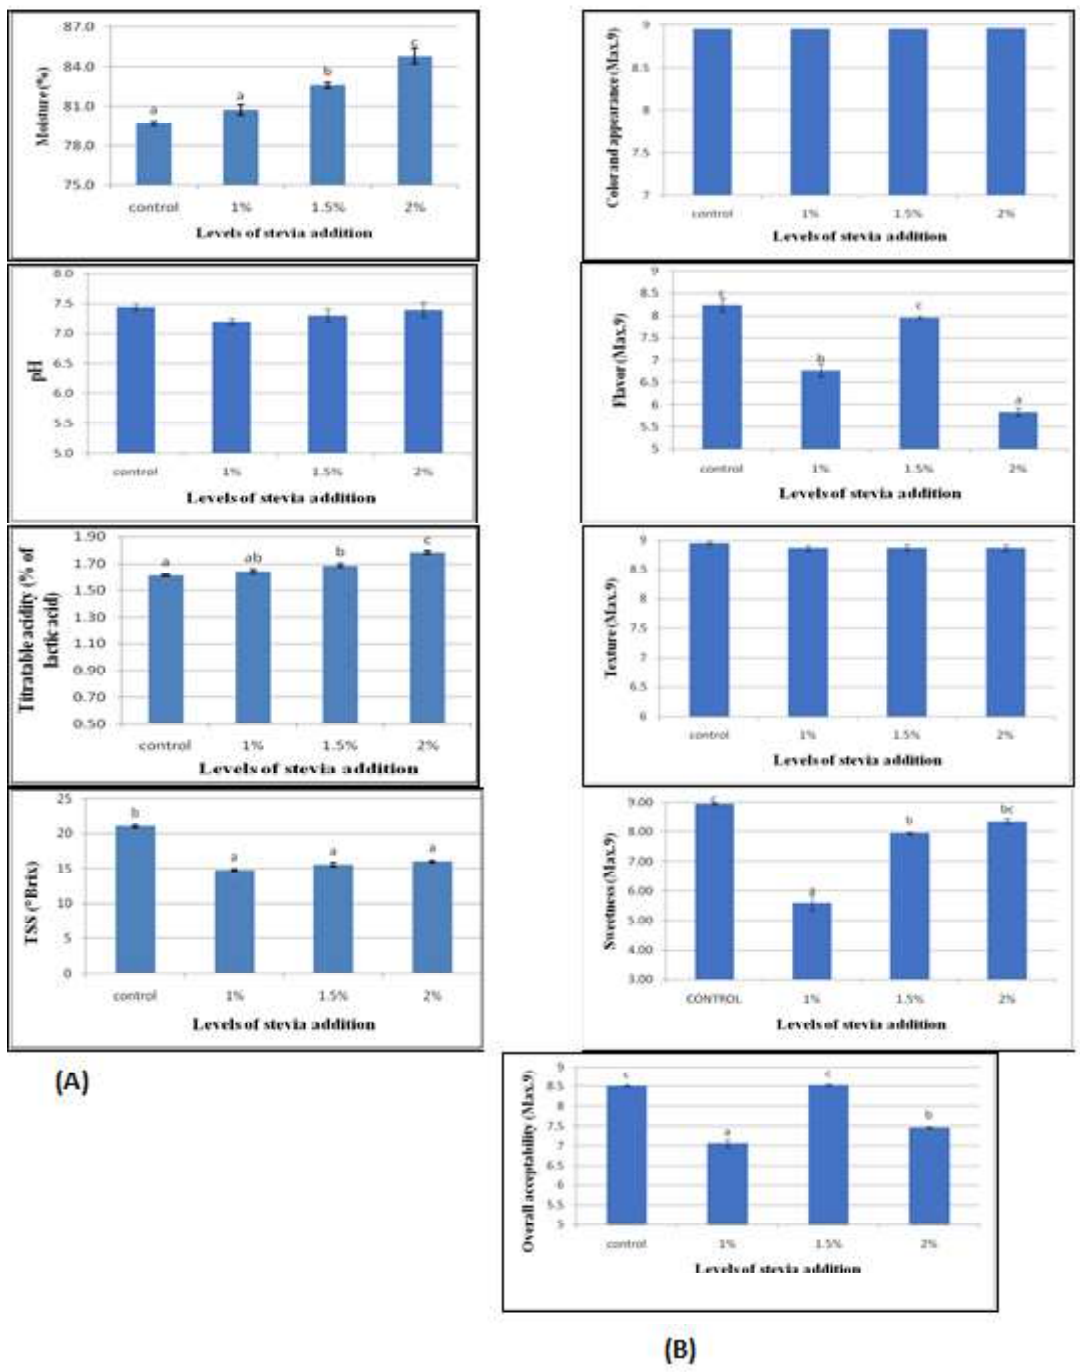 87.0
84.0
81.0
78.0
75.0
Moisture (%)
a
a
b
c
control 1% 1.5% 2%
Levels of stevia addition
8.0
7.5
7.0
6.5
6.0
5.5
5.0
pH
control 1% 1.5% 2%
Levels of stevia addition
1.90
1.70
1.50
1.30
1.10
0.90
0.70
0.50
Titratable acidity (% of
lactic acid)
a
ab
b
c
control 1% 1.5% 2%
Levels of stevia addition
25
20
15
10
5
0
TSS (°Brix)
b
a
a
a
control 1% 1.5% 2%
Levels of stevia addition
(A)
9
8.5
8
7.5
7
Color and appearance (Max.9)
control 1% 1.5% 2%
Levels of stevia addition
9
8.5
8
7.5
7
6.5
6
5.5
5
Flavor (Max.9)
c
b
c
a
control 1% 1.5% 2%
Levels of stevia addition
9
8.5
8
7.5
7
6.5
6
Texture (Max.9)
control 1% 1.5% 2%
Levels of stevia addition
9.00
8.00
7.00
6.00
5.00
4.00
3.00
Sweetness (Max.9)
c
a
b
bc
CONTROL 1% 1.5% 2%
Levels of stevia addition
9
8.5
8
7.5
7
6.5
6
5.5
5
Overall acceptability (Max.9)
c
a
c
b
control 1% 1.5% 2%
Levels of stevia addition
(B)